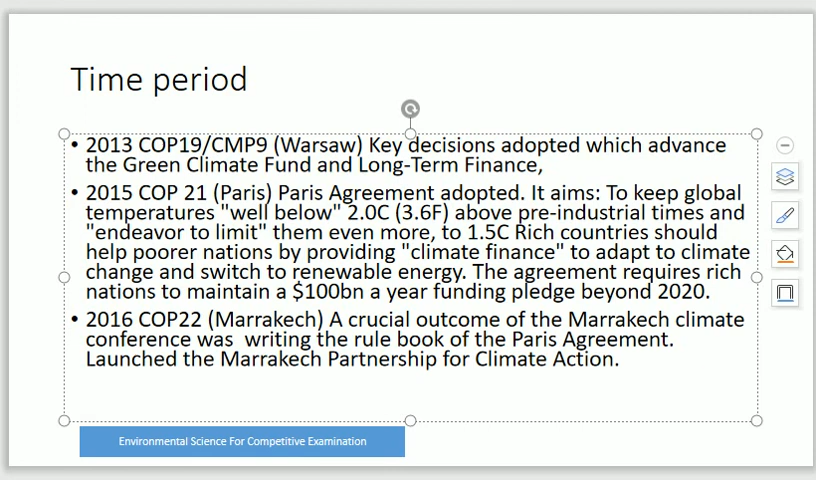 Time period
• 2013 COP19/CMP9 (Warsaw) Key decisions adopted which advance
the Green Climate Fund and Long-Term Finance,
• 2015 COP 21 (Paris) Paris Agreement adopted. It aims: To keep global
temperatures "well below" 2.0C (3.6F) above pre-industrial times and
"endeavor to limit" them even more, to 1.5C Rich countries should
help poorer nations by providing "climate finance" to adapt to climate
change and switch to renewable energy. The agreement requires rich
nations to maintain a $100bn a year funding pledge beyond 2020.
• 2016 COP22 (Marrakech) A crucial outcome of the Marrakech climate
conference was  writing the rule book of the Paris Agreement.
Launched the Marrakech Partnership for Climate Action.
Environmental Science For Competitive Examination